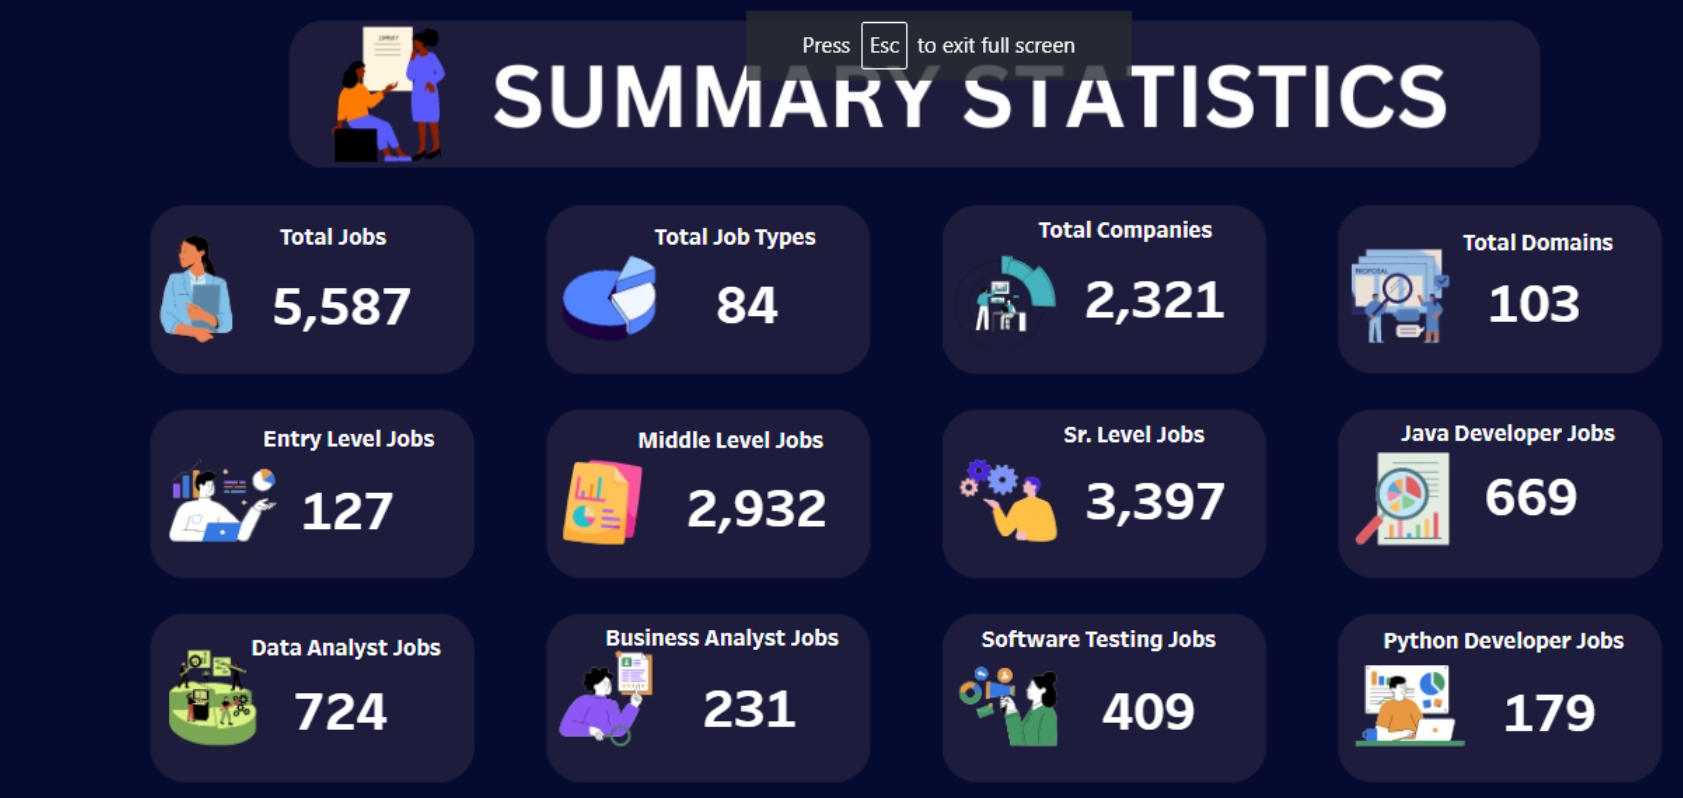 Press Esc to exit full screen
SUMMARY STATISTICS
Total Jobs
5,587
Total Job Types
84
Total Companies
2,321
Total Domains
103
PROPOSAL
Entry Level Jobs
127
Middle Level Jobs
2,932
Sr. Level Jobs
3,397
Java Developer Jobs
669
Data Analyst Jobs
724
Business Analyst Jobs
231
Software Testing Jobs
409
Python Developer Jobs
179